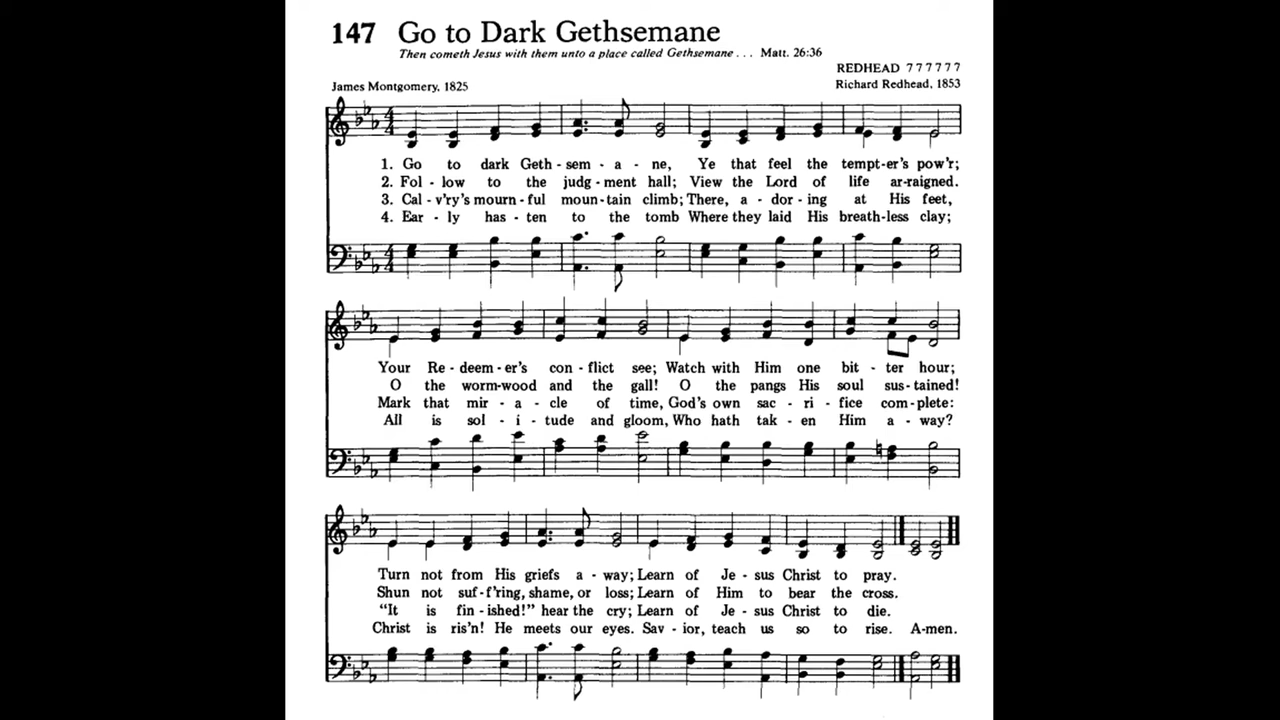 147 Go to Dark Gethsemane
Then cometh Jesus with them unto a place called Gethsemane . . . Matt. 26:36
REDHEAD 7 7 7 7 7 7
James Montgomery, 1825 Richard Redhead, 1853
1. Go to dark Geth - sem - a - ne, Ye that feel the tempt-er's pow'r;
2. Fol - low to the judg - ment hall; View the Lord of life ar-raigned.
3. Cal - v'ry's mourn - ful moun - tain climb; There, a - dor - ing at His feet,
4. Ear - ly has - ten to the tomb Where they laid His breath-less clay;
Your Re - deem - er's con - flict see; Watch with Him one bit - ter hour;
O the worm-wood and the gall! O the pangs His soul sus-tained!
Mark that mir - a - cle of time, God's own sac - ri - fice com-plete:
All is sol - i - tude and gloom, Who hath tak - en Him a - way?
Turn not from His griefs a - way; Learn of Je - sus Christ to pray.
Shun not suf - f'ring, shame, or loss; Learn of Him to bear the cross.
"It is fin - ished!" hear the cry; Learn of Je - sus Christ to die.
Christ is ris'n! He meets our eyes. Sav - ior, teach us so to rise. A-men.